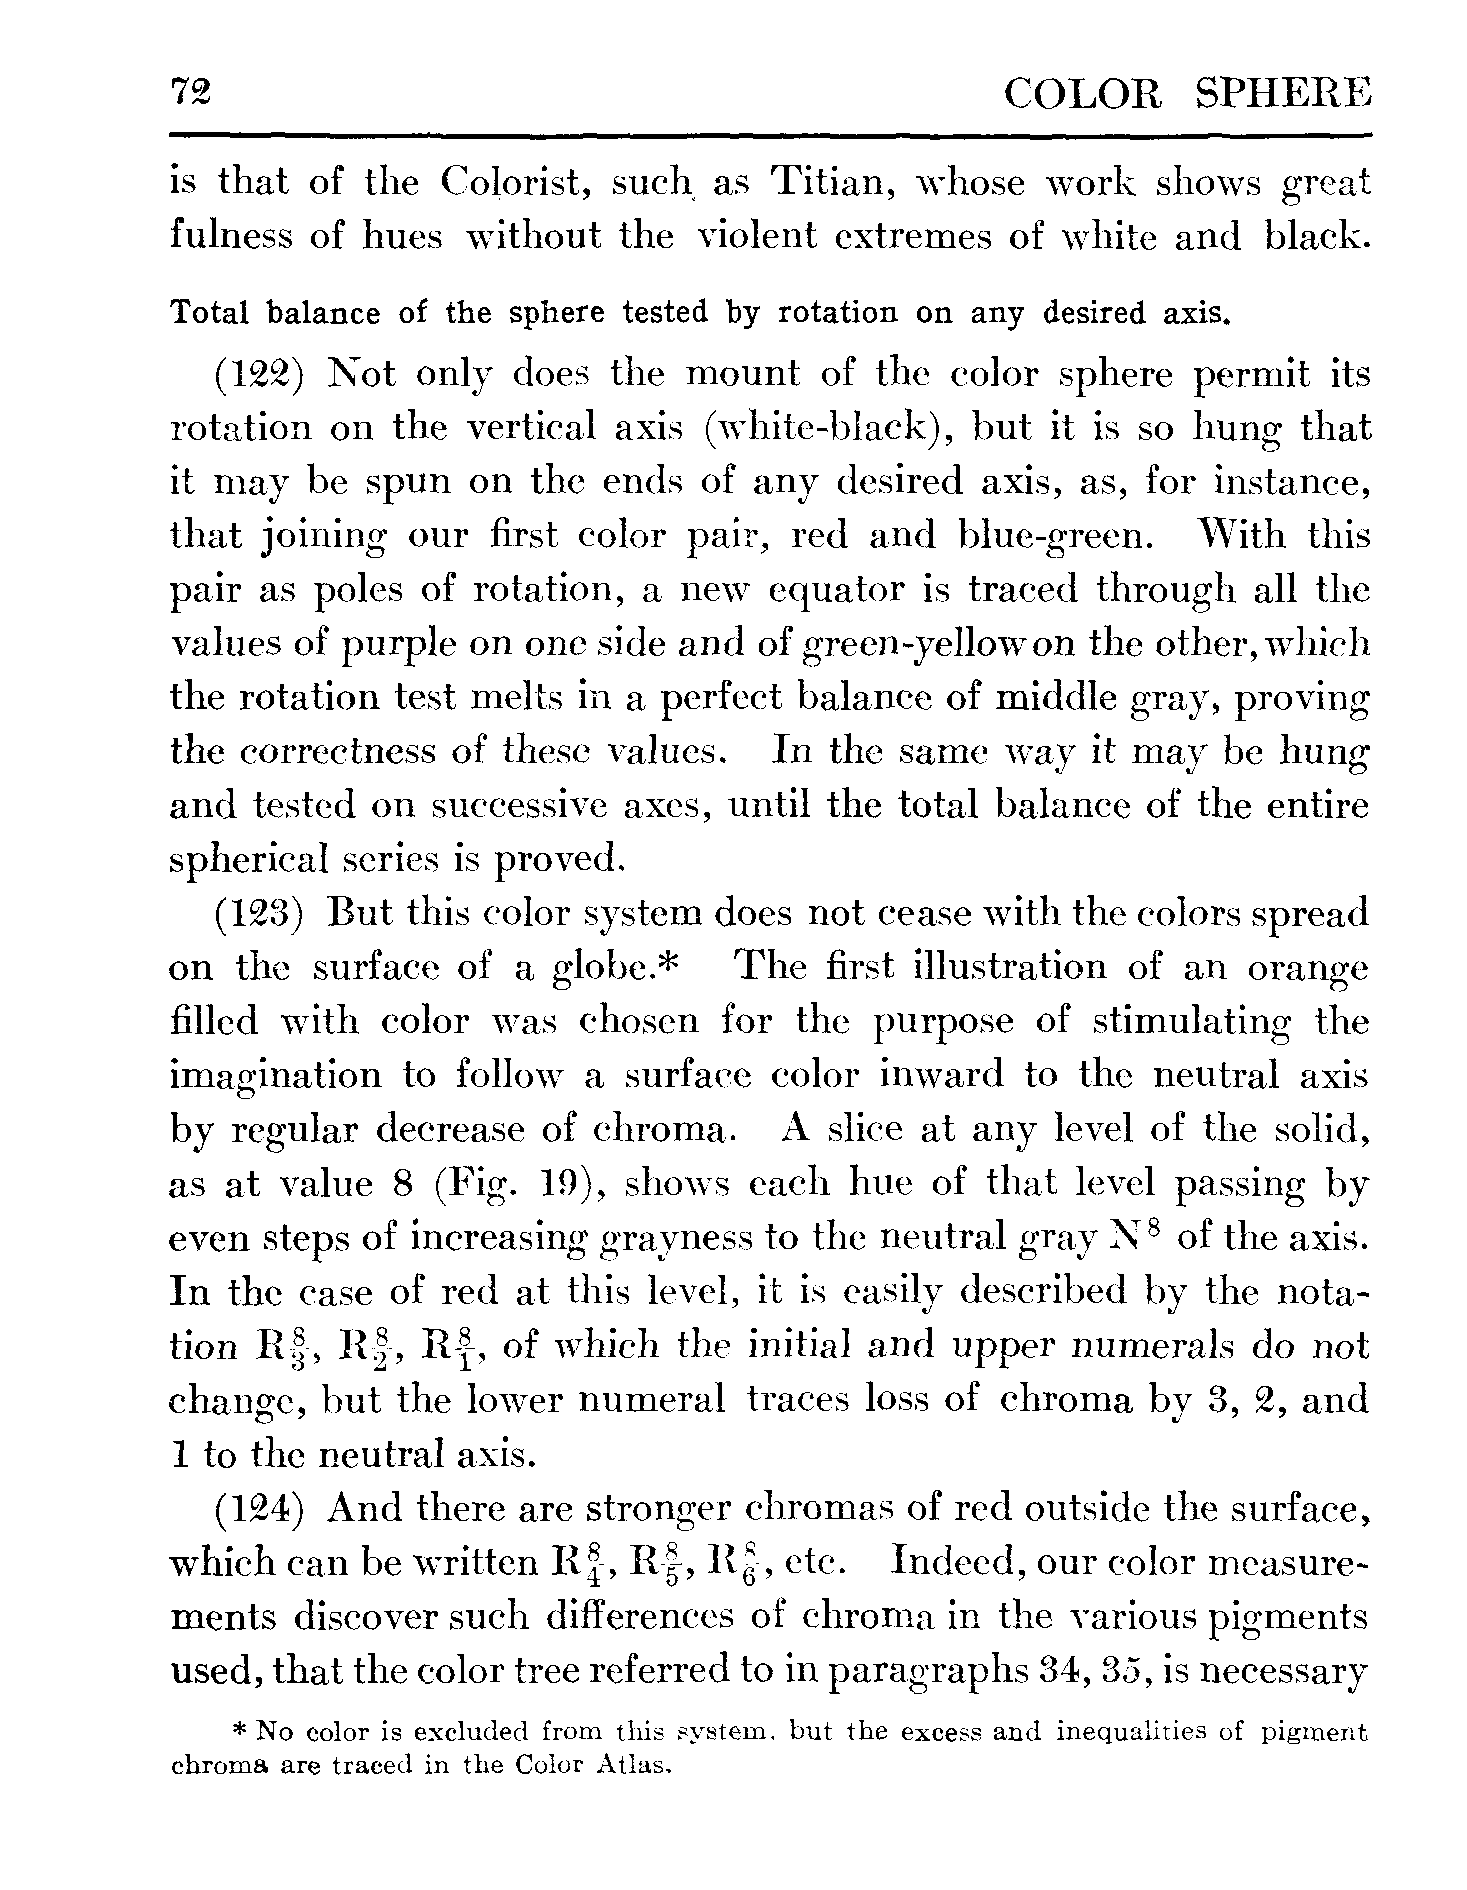 72 COLOR SPHERE
is that of the Colorist, such as Titian, whose work shows great
fulness of hues without the violent extremes of white and black.
Total balance of the sphere tested by rotation on any desired axis.
(122) Not only does the mount of the color sphere permit its
rotation on the vertical axis (white-black), but it is so hung that
it may be spun on the ends of any desired axis, as, for instance,
that joining our first color pair, red and blue-green. With this
pair as poles of rotation, a new equator is traced through all the
values of purple on one side and of green-yellow on the other, which
the rotation test melts in a perfect balance of middle gray, proving
the correctness of these values. In the same way it may be hung
and tested on successive axes, until the total balance of the entire
spherical series is proved.
(123) But this color system does not cease with the colors spread
on the surface of a globe.* The first illustration of an orange
filled with color was chosen for the purpose of stimulating the
imagination to follow a surface color inward to the neutral axis
by regular decrease of chroma. A slice at any level of the solid,
as at value 8 (Fig. 19), shows each hue of that level passing by
even steps of increasing grayness to the neutral gray N⁸ of the axis.
In the case of red at this level, it is easily described by the nota-
tion R 8/3, R 8/2, R 8/1, of which the initial and upper numerals do not
change, but the lower numeral traces loss of chroma by 3, 2, and
1 to the neutral axis.
(124) And there are stronger chromas of red outside the surface,
which can be written R 8/4, R 8/5, R 8/6, etc. Indeed, our color measure-
ments discover such differences of chroma in the various pigments
used, that the color tree referred to in paragraphs 34, 35, is necessary
* No color is excluded from this system, but the excess and inequalities of pigment
chroma are traced in the Color Atlas.